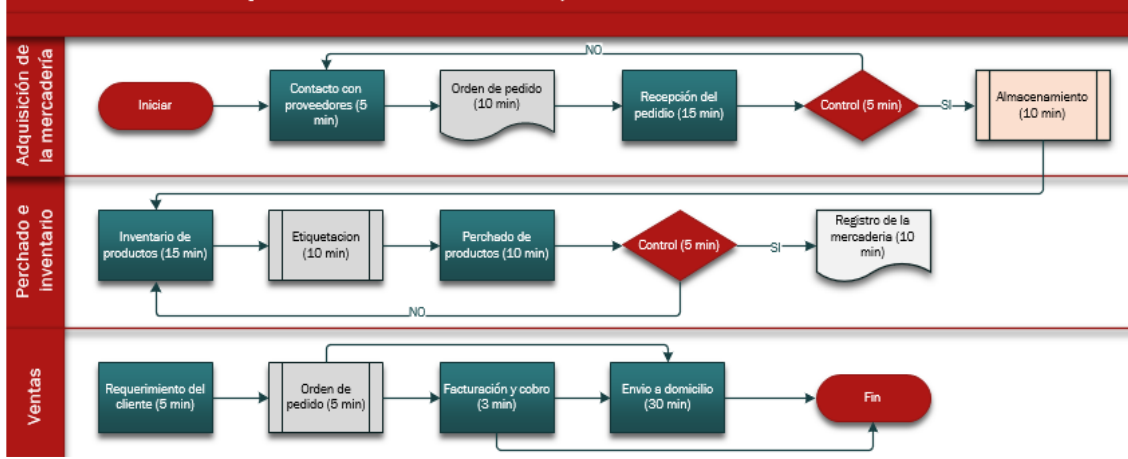 Adquisición de
la mercadería
Iniciar
Contacto con
proveedores (5
min)
Orden de pedido
(10 min)
Recepción del
pedidio (15 min)
Control (5 min)
NO
SI
Almacenamiento
(10 min)
Perchado e
inventario
Inventario de
productos (15 min)
Etiquetacion
(10 min)
Perchado de
productos (10 min)
Control (5 min)
SI
NO
Registro de la
mercaderia (10
min)
Ventas
Requerimiento del
cliente (5 min)
Orden de
pedido (5 min)
Facturación y cobro
(3 min)
Envio a domicilio
(30 min)
Fin